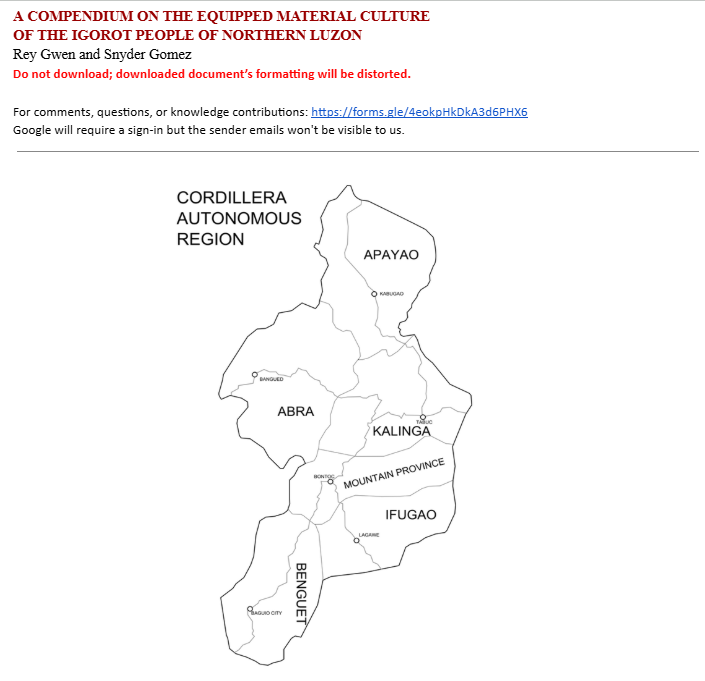 A COMPENDIUM ON THE EQUIPPED MATERIAL CULTURE
OF THE IGOROT PEOPLE OF NORTHERN LUZON
Rey Gwen and Snyder Gomez
Do not download; downloaded document's formatting will be distorted.
For comments, questions, or knowledge contributions: https://forms.gle/4eokpHkDkA3d6PHX6
Google will require a sign-in but the sender emails won't be visible to us.
CORDILLERA
AUTONOMOUS
REGION
APAYAO
KABUGAO
BANGUED
ABRA
TABUC
KALINGA
BONTOC
MOUNTAIN PROVINCE
IFUGAO
LAGAWE
BENGUET
BAGUIO CITY